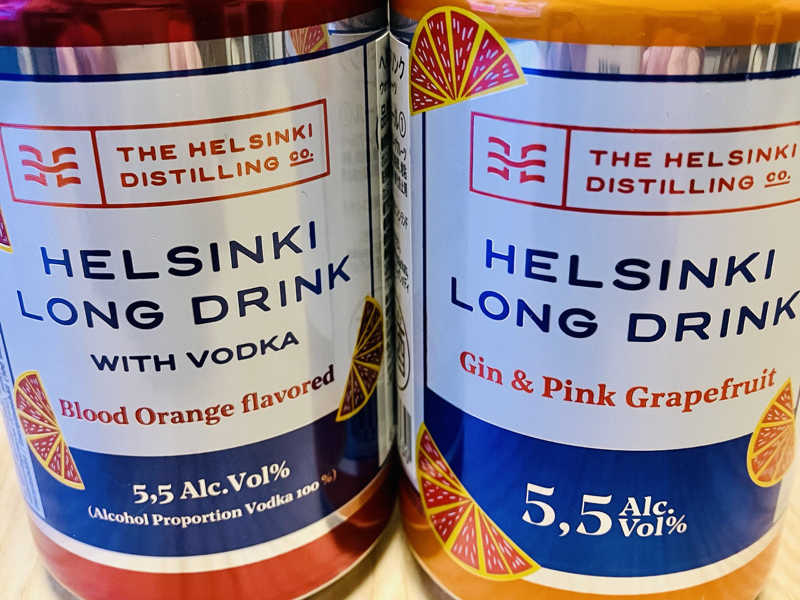 THE HELSINKI
DISTILLING co.
HELSINKI
LONG DRINK
WITH VODKA
Blood Orange flavored
5,5 Alc.Vol%
(Alcohol Proportion Vodka 100 %)
THE HELSINKI
DISTILLING co.
HELSINKI
LONG DRINK
Gin & Pink Grapefruit
5,5 Alc.
Vol%